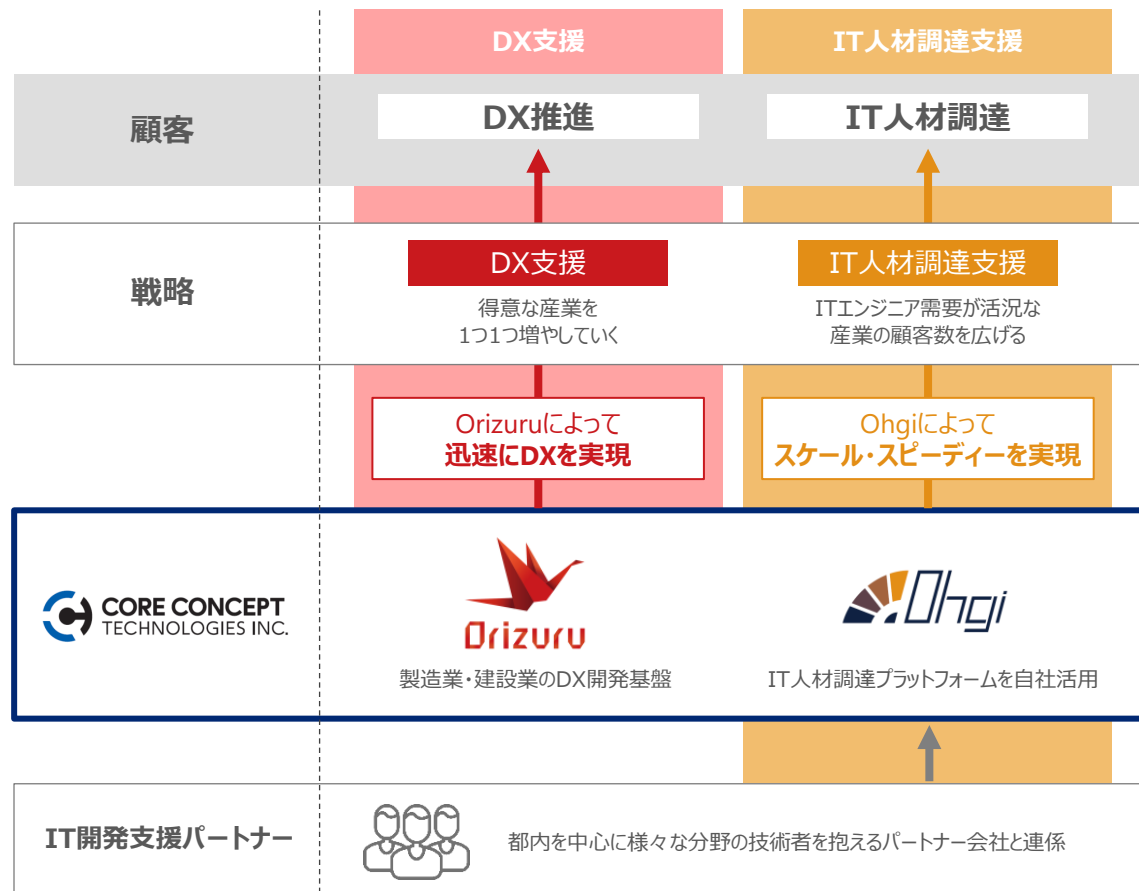 DX支援
IT人材調達支援
顧客
DX推進
IT人材調達
戦略
DX支援
得意な産業を
1つ1つ増やしていく
IT人材調達支援
ITエンジニア需要が活況な
産業の顧客数を広げる
Orizuruによって
迅速にDXを実現
Ohgiによって
スケール・スピーディーを実現
CORE CONCEPT
TECHNOLOGIES INC.
Orizuru
製造業・建設業のDX開発基盤
Ohgi
IT人材調達プラットフォームを自社活用
IT開発支援パートナー
都内を中心に様々な分野の技術者を抱えるパートナー会社と連係